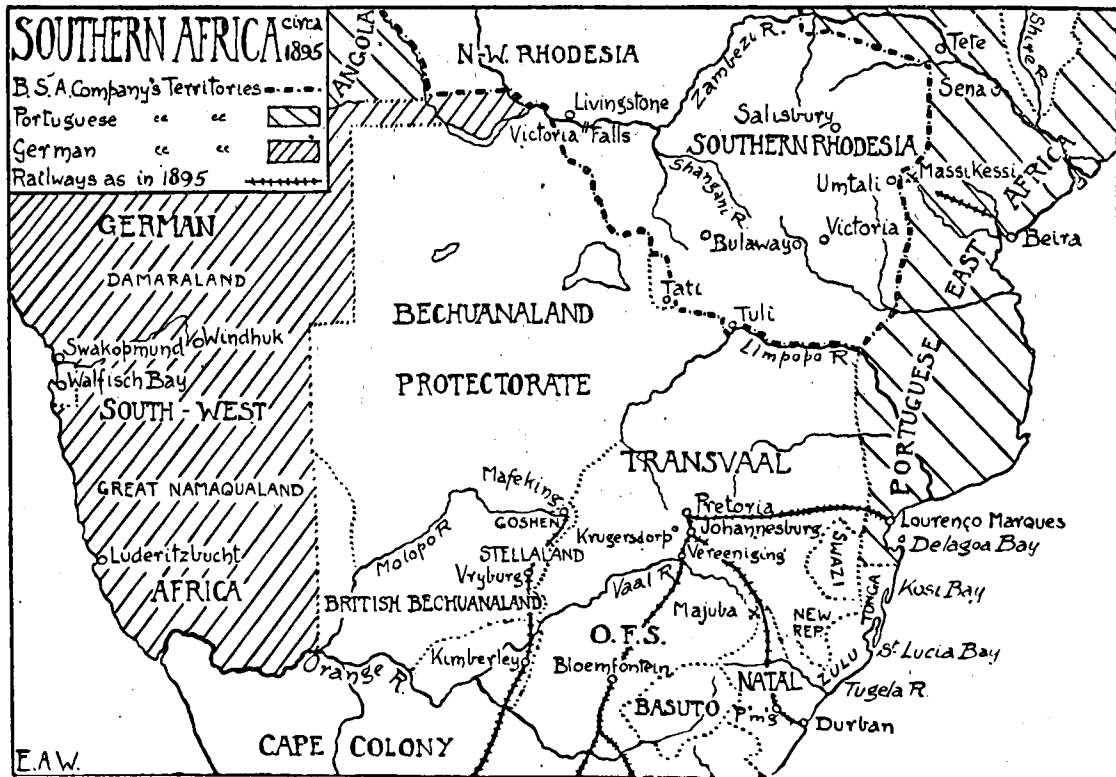 SOUTHERN AFRICA circa 1895
B.S.A. Company's Territories
Portuguese " "
German " "
Railways as in 1895
ANGOLA
N-W. RHODESIA
Zambezi R.
Tete
Shire R.
Sena
Livingstone
Victoria Falls
Salisbury
SOUTHERN RHODESIA
Shangani R.
Umtali
Massi Kessi
Bulawayo
Victoria
Beira
PORTUGUESE EAST AFRICA
GERMAN
DAMARALAND
Swakopmund
Windhuk
Walfisch Bay
SOUTH-WEST
GREAT NAMAQUALAND
Luderitzbucht
AFRICA
BECHUANALAND
PROTECTORATE
Tati
Tuli
Limpopo R.
TRANSVAAL
Mafeking
GOSHEN
Molopo R
STELLALAND
Vryburg
BRITISH BECHUANALAND
Pretoria
Johannesburg
Krugersdorp
Vereeniging
Lourenço Marques
Delagoa Bay
SWAZI
TONGA
Kosi Bay
Vaal R.
Majuba
NEW REP.
O.F.S.
ZULU
St Lucia Bay
Orange R.
Kimberley
Bloemfontein
NATAL
Tugela R.
BASUTO
P'm'g
Durban
CAPE COLONY
E.A.W.